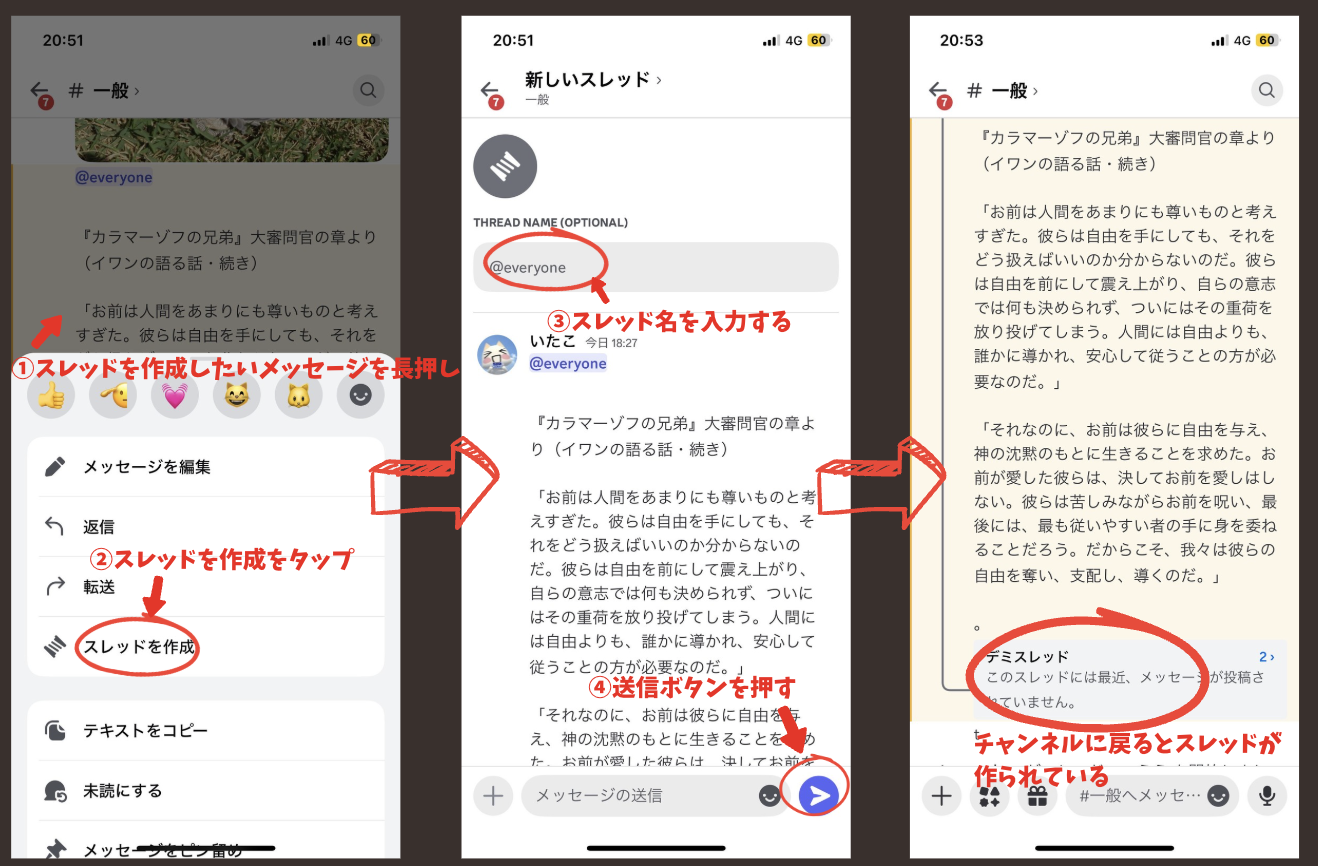 20:51
4G 60
7
# 一般 ›
@everyone
『カラマーゾフの兄弟』大審問官の章より
（イワンの語る話・続き）
「お前は人間をあまりにも尊いものと考え
すぎた。彼らは自由を手にしても、それを
①スレッドを作成したいメッセージを長押し
メッセージを編集
返信
②スレッドを作成をタップ
転送
スレッドを作成
テキストをコピー
未読にする
メッセージをピン留め
20:51
4G 60
7
新しいスレッド ›
一般
THREAD NAME (OPTIONAL)
@everyone
③スレッド名を入力する
いたこ 今日 18:27
@everyone
『カラマーゾフの兄弟』大審問官の章よ
り（イワンの語る話・続き）
「お前は人間をあまりにも尊いものと考
えすぎた。彼らは自由を手にしても、そ
れをどう扱えばいいのか分からないの
だ。彼らは自由を前にして震え上がり、
自らの意志では何も決められず、ついに
はその重荷を放り投げてしまう。人間に
は自由よりも、誰かに導かれ、安心して
従うことの方が必要なのだ。」
④送信ボタンを押す
「それなのに、お前は彼らに自由を与
え、神の沈黙のもとに生きることを求め
た。お前が愛した彼らは、決してお前を
メッセージの送信
20:53
4G 60
7
# 一般 ›
『カラマーゾフの兄弟』大審問官の章より
（イワンの語る話・続き）
「お前は人間をあまりにも尊いものと考え
すぎた。彼らは自由を手にしても、それを
どう扱えばいいのか分からないのだ。彼ら
は自由を前にして震え上がり、自らの意志
では何も決められず、ついにはその重荷を
放り投げてしまう。人間には自由よりも、
誰かに導かれ、安心して従うことの方が必
要なのだ。」
「それなのに、お前は彼らに自由を与え、
神の沈黙のもとに生きることを求めた。お
前が愛した彼らは、決してお前を愛しはし
ない。彼らは苦しみながらお前を呪い、最
後には、最も従いやすい者の手に身を委ね
ることだろう。だからこそ、我々は彼らの
自由を奪い、支配し、導くのだ。」
。
デミスレッド 2 ›
このスレッドには最近、メッセージが投稿さ
れていません。
チャンネルに戻るとスレッドが
作られている
#一般へメッセ…